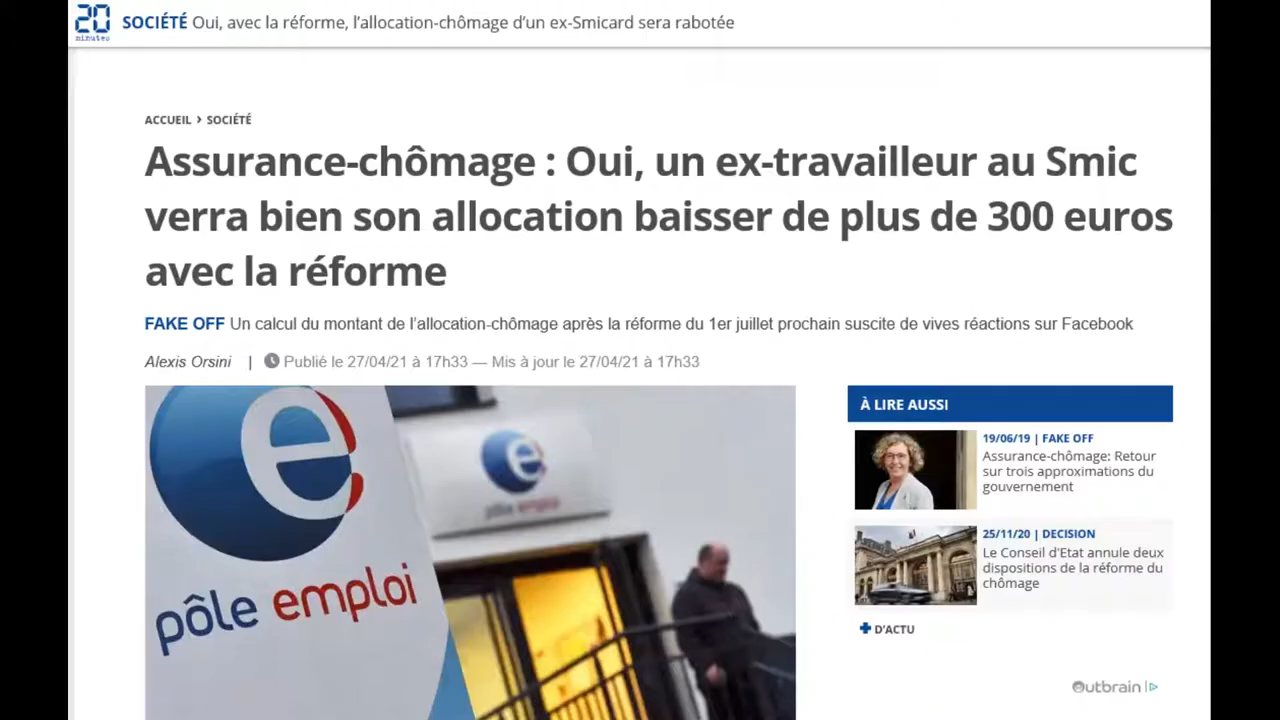 20
minutes
SOCIÉTÉ Oui, avec la réforme, l’allocation-chômage d’un ex-Smicard sera rabotée
ACCUEIL › SOCIÉTÉ
Assurance-chômage : Oui, un ex-travailleur au Smic
verra bien son allocation baisser de plus de 300 euros
avec la réforme
FAKE OFF Un calcul du montant de l’allocation-chômage après la réforme du 1er juillet prochain suscite de vives réactions sur Facebook
Alexis Orsini | Publié le 27/04/21 à 17h33 — Mis à jour le 27/04/21 à 17h33
e
pôle emploi
e
pôle emploi
À LIRE AUSSI
19/06/19 | FAKE OFF
Assurance-chômage: Retour
sur trois approximations du
gouvernement
25/11/20 | DECISION
Le Conseil d'Etat annule deux
dispositions de la réforme du
chômage
+ D’ACTU
Outbrain